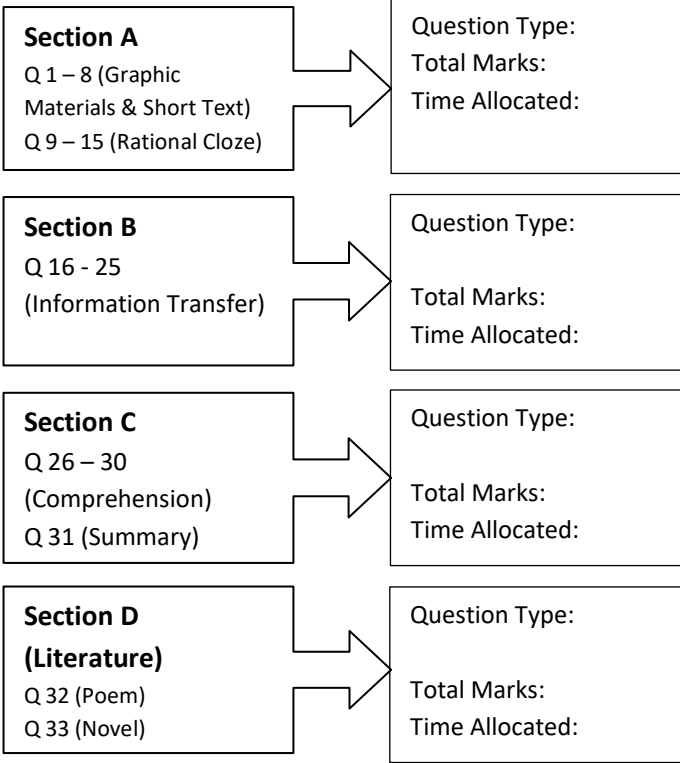 Section A
Q 1 – 8 (Graphic
Materials & Short Text)
Q 9 – 15 (Rational Cloze)
Question Type:
Total Marks:
Time Allocated:
Section B
Q 16 - 25
(Information Transfer)
Question Type:
Total Marks:
Time Allocated:
Section C
Q 26 – 30
(Comprehension)
Q 31 (Summary)
Question Type:
Total Marks:
Time Allocated:
Section D
(Literature)
Q 32 (Poem)
Q 33 (Novel)
Question Type:
Total Marks:
Time Allocated: